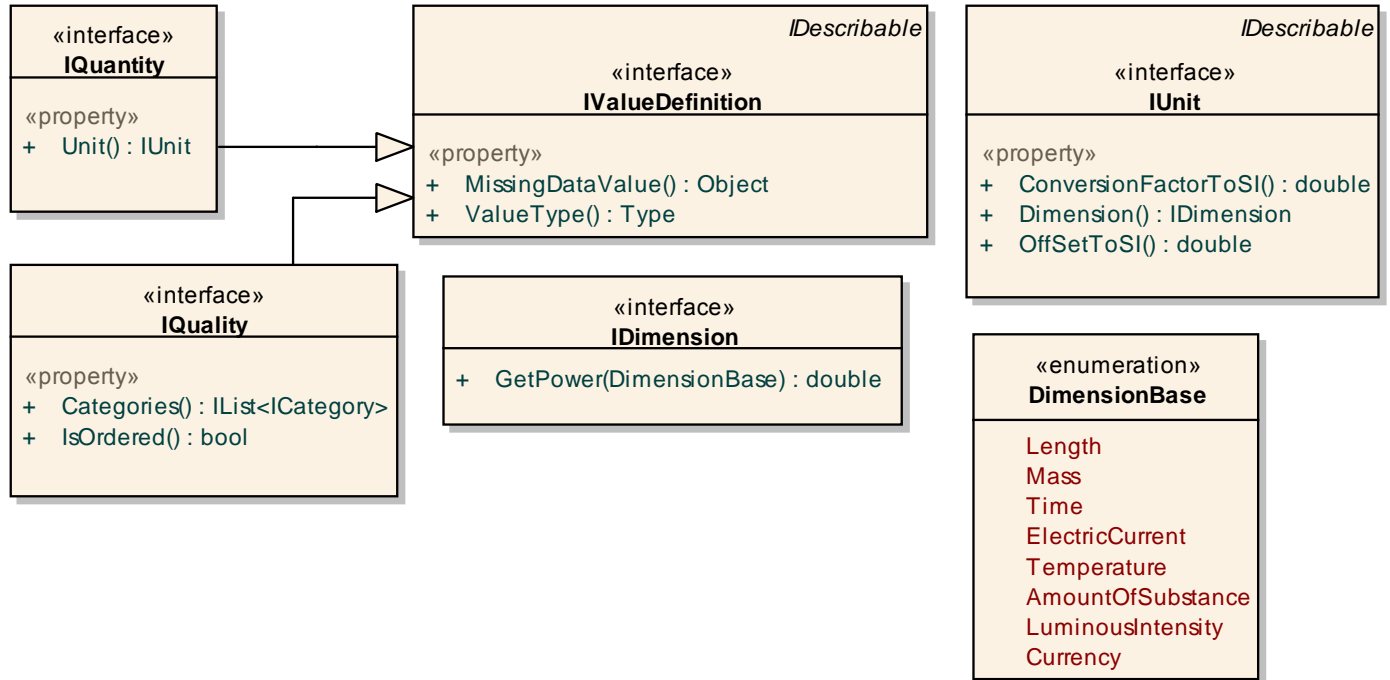 «interface»
IQuantity
«property»
+ Unit() : IUnit
IDescribable
«interface»
IValueDefinition
«property»
+ MissingDataValue() : Object
+ ValueType() : Type
IDescribable
«interface»
IUnit
«property»
+ ConversionFactorToSI() : double
+ Dimension() : IDimension
+ OffSetToSI() : double
«interface»
IQuality
«property»
+ Categories() : IList<ICategory>
+ IsOrdered() : bool
«interface»
IDimension
+ GetPower(DimensionBase) : double
«enumeration»
DimensionBase
Length
Mass
Time
ElectricCurrent
Temperature
AmountOfSubstance
LuminousIntensity
Currency